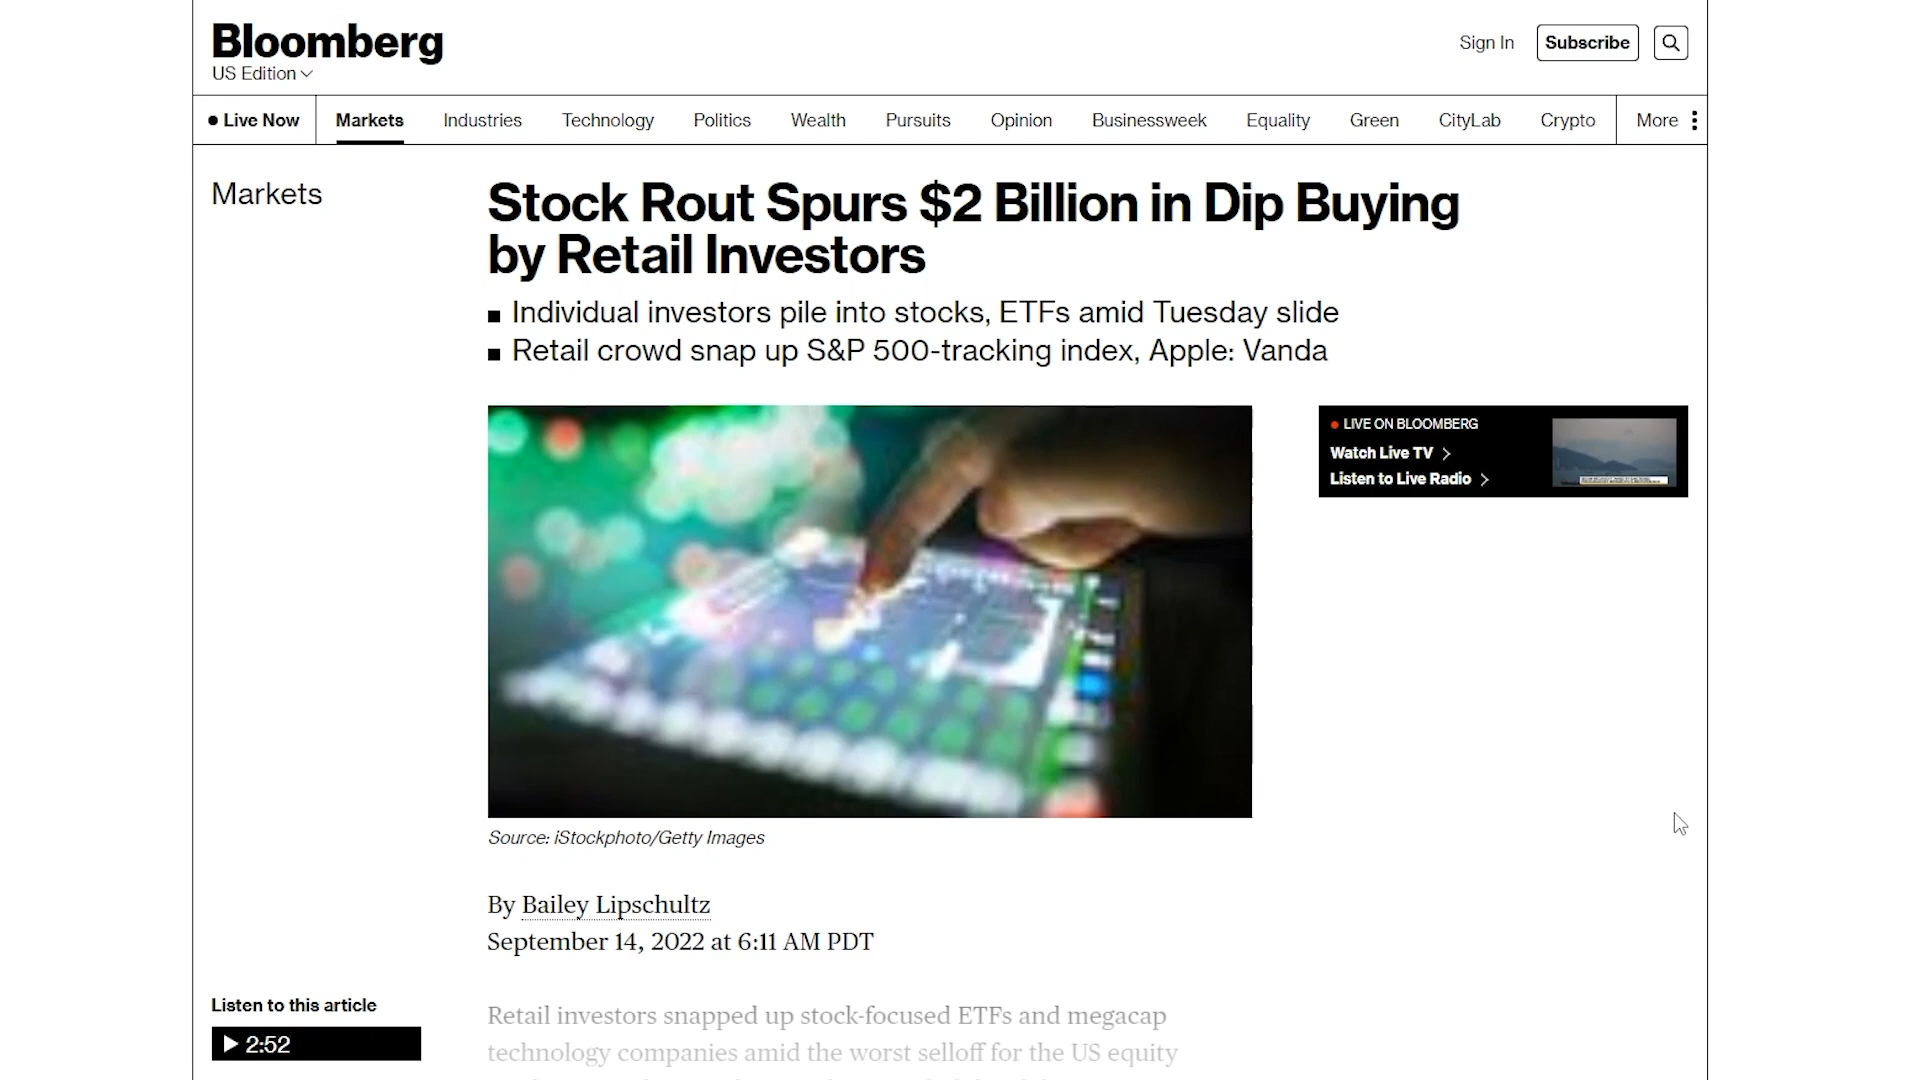 Bloomberg
US Edition
Sign In
Subscribe
Live Now
Markets
Industries
Technology
Politics
Wealth
Pursuits
Opinion
Businessweek
Equality
Green
CityLab
Crypto
More
Markets
Stock Rout Spurs $2 Billion in Dip Buying
by Retail Investors
Individual investors pile into stocks, ETFs amid Tuesday slide
Retail crowd snap up S&P 500-tracking index, Apple: Vanda
LIVE ON BLOOMBERG
Watch Live TV
Listen to Live Radio
Source: iStockphoto/Getty Images
By Bailey Lipschultz
September 14, 2022 at 6:11 AM PDT
Listen to this article
2:52
Retail investors snapped up stock-focused ETFs and megacap
technology companies amid the worst selloff for the US equity